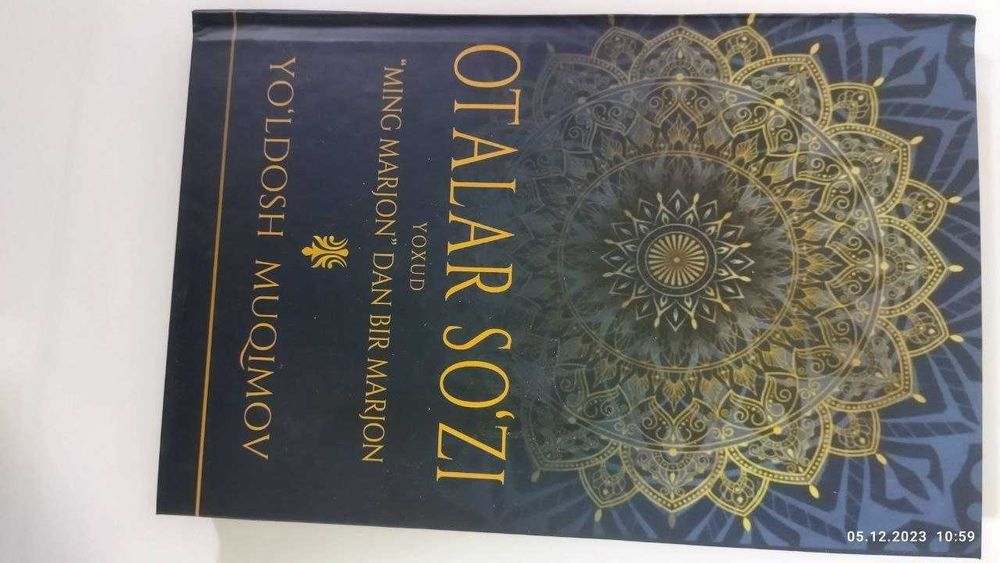 OTALAR SO'ZI
YOXUD
"MING MARJON" DAN BIR MARJON
YO'LDOSH MUQIMOV
05.12.2023 10:59